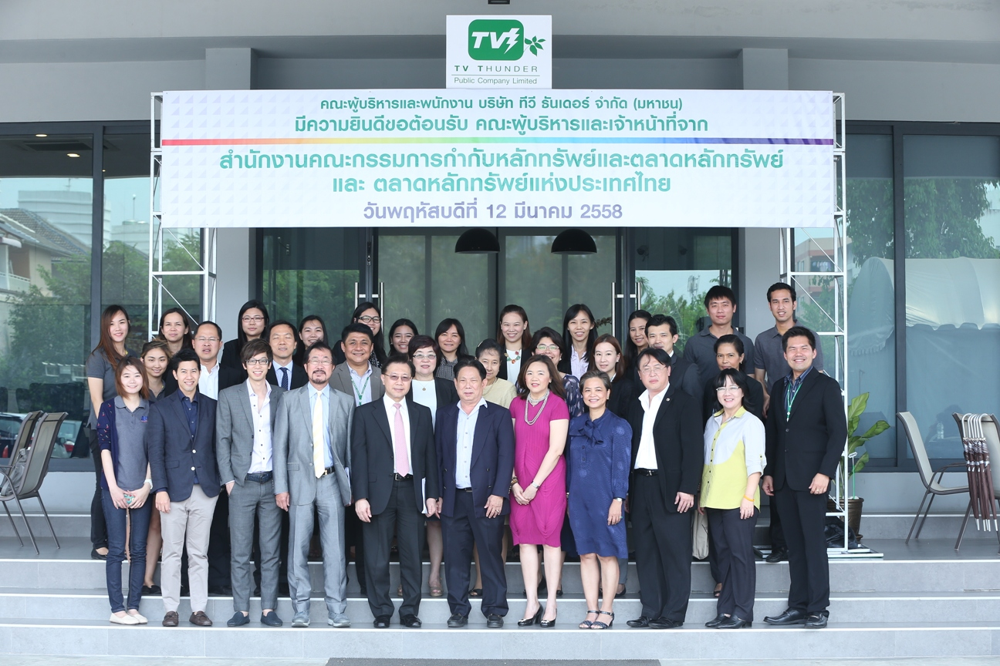 TV
TV THUNDER
Public Company Limited
คณะผู้บริหารและพนักงาน บริษัท ทีวี ธันเดอร์ จำกัด (มหาชน)
มีความยินดีขอต้อนรับ คณะผู้บริหารและเจ้าหน้าที่จาก
สำนักงานคณะกรรมการกำกับหลักทรัพย์และตลาดหลักทรัพย์
และ ตลาดหลักทรัพย์แห่งประเทศไทย
วันพฤหัสบดีที่ 12 มีนาคม 2558